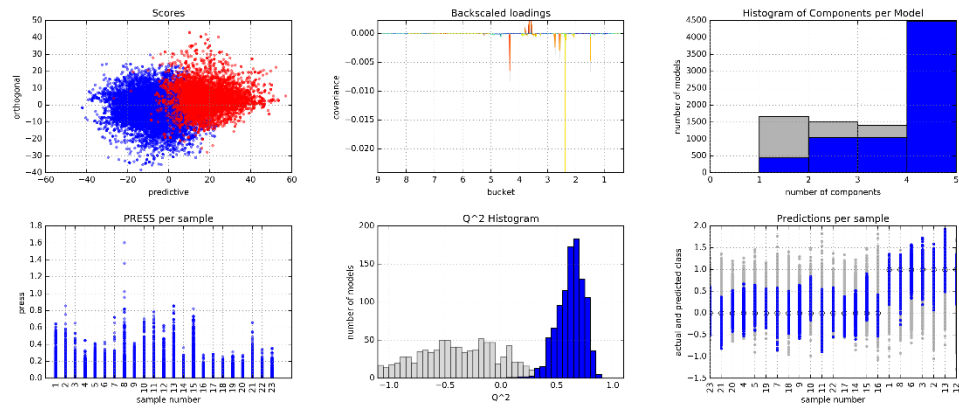 Scores
50
40
30
20
10
0
−10
−20
−30
−40
orthogonal
−60 −40 −20 0 20 40 60
predictive
Backscaled loadings
0.000
−0.005
−0.010
−0.015
−0.020
covariance
9 8 7 6 5 4 3 2 1
bucket
Histogram of Components per Model
4,500
4000
3500
3000
2500
2000
1500
1000
500
0
number of models
0 1 2 3 4 5
number of components
PRESS per sample
1.8
1.6
1.4
1.2
1.0
0.8
0.6
0.4
0.2
0.0
press
1 2 3 4 5 6 7 8 9 10 11 12 13 14 15 16 17 18 19 20 21 22 23
sample number
Q^2 Histogram
200
150
100
50
0
number of models
−1.0 −0.5 0.0 0.5 1.0
Q^2
Predictions per sample
2.0
1.5
1.0
0.5
0.0
−0.5
−1.0
−1.5
actual and predicted class
23 21 20 4 5 19 7 18 9 10 11 22 17 14 15 16 1 8 6 3 2 13 12
sample number